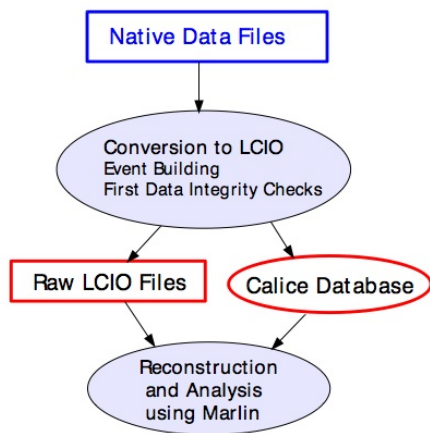 Native Data Files
Conversion to LCIO
Event Building
First Data Integrity Checks
Raw LCIO Files
Calice Database
Reconstruction
and Analysis
using Marlin